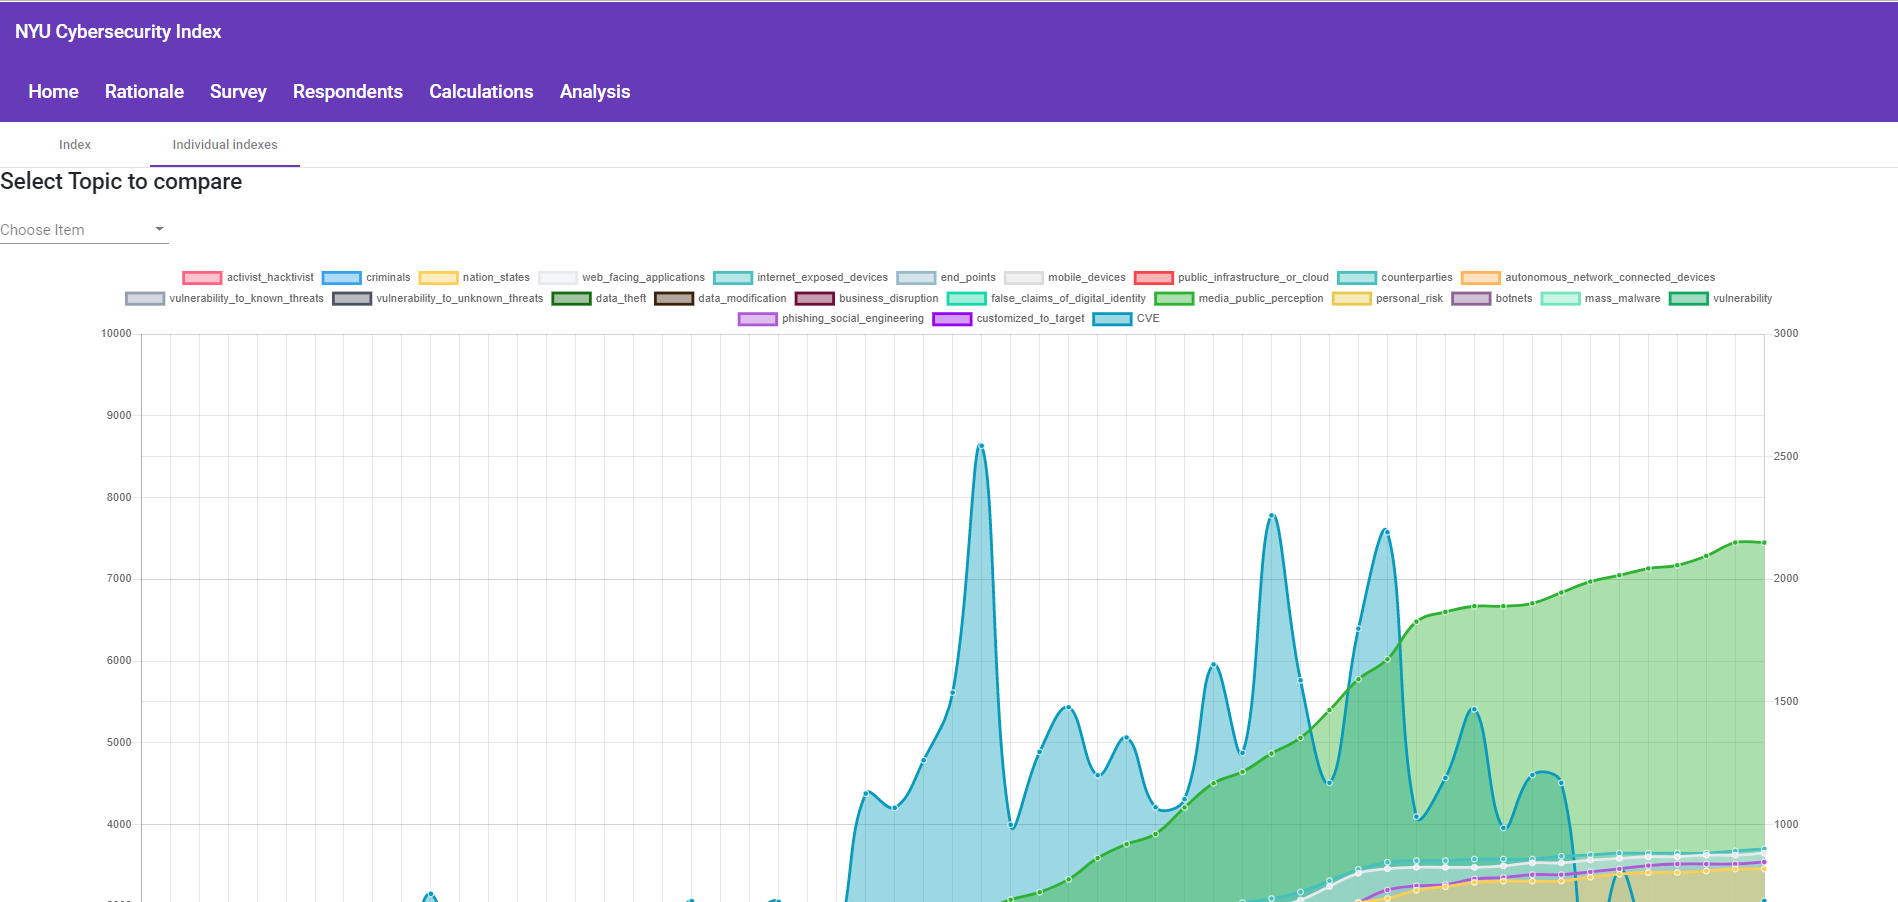 NYU Cybersecurity Index
Home Rationale Survey Respondents Calculations Analysis
Index Individual indexes
Select Topic to compare
Choose Item
activist_hacktivist criminals nation_states web_facing_applications internet_exposed_devices end_points mobile_devices public_infrastructure_or_cloud counterparties autonomous_network_connected_devices
vulnerability_to_known_threats vulnerability_to_unknown_threats data_theft data_modification business_disruption false_claims_of_digital_identity media_public_perception personal_risk botnets mass_malware vulnerability
phishing_social_engineering customized_to_target CVE
10000 3000
9000
2500
8000
7000 2000
6000
1500
5000
4000 1000